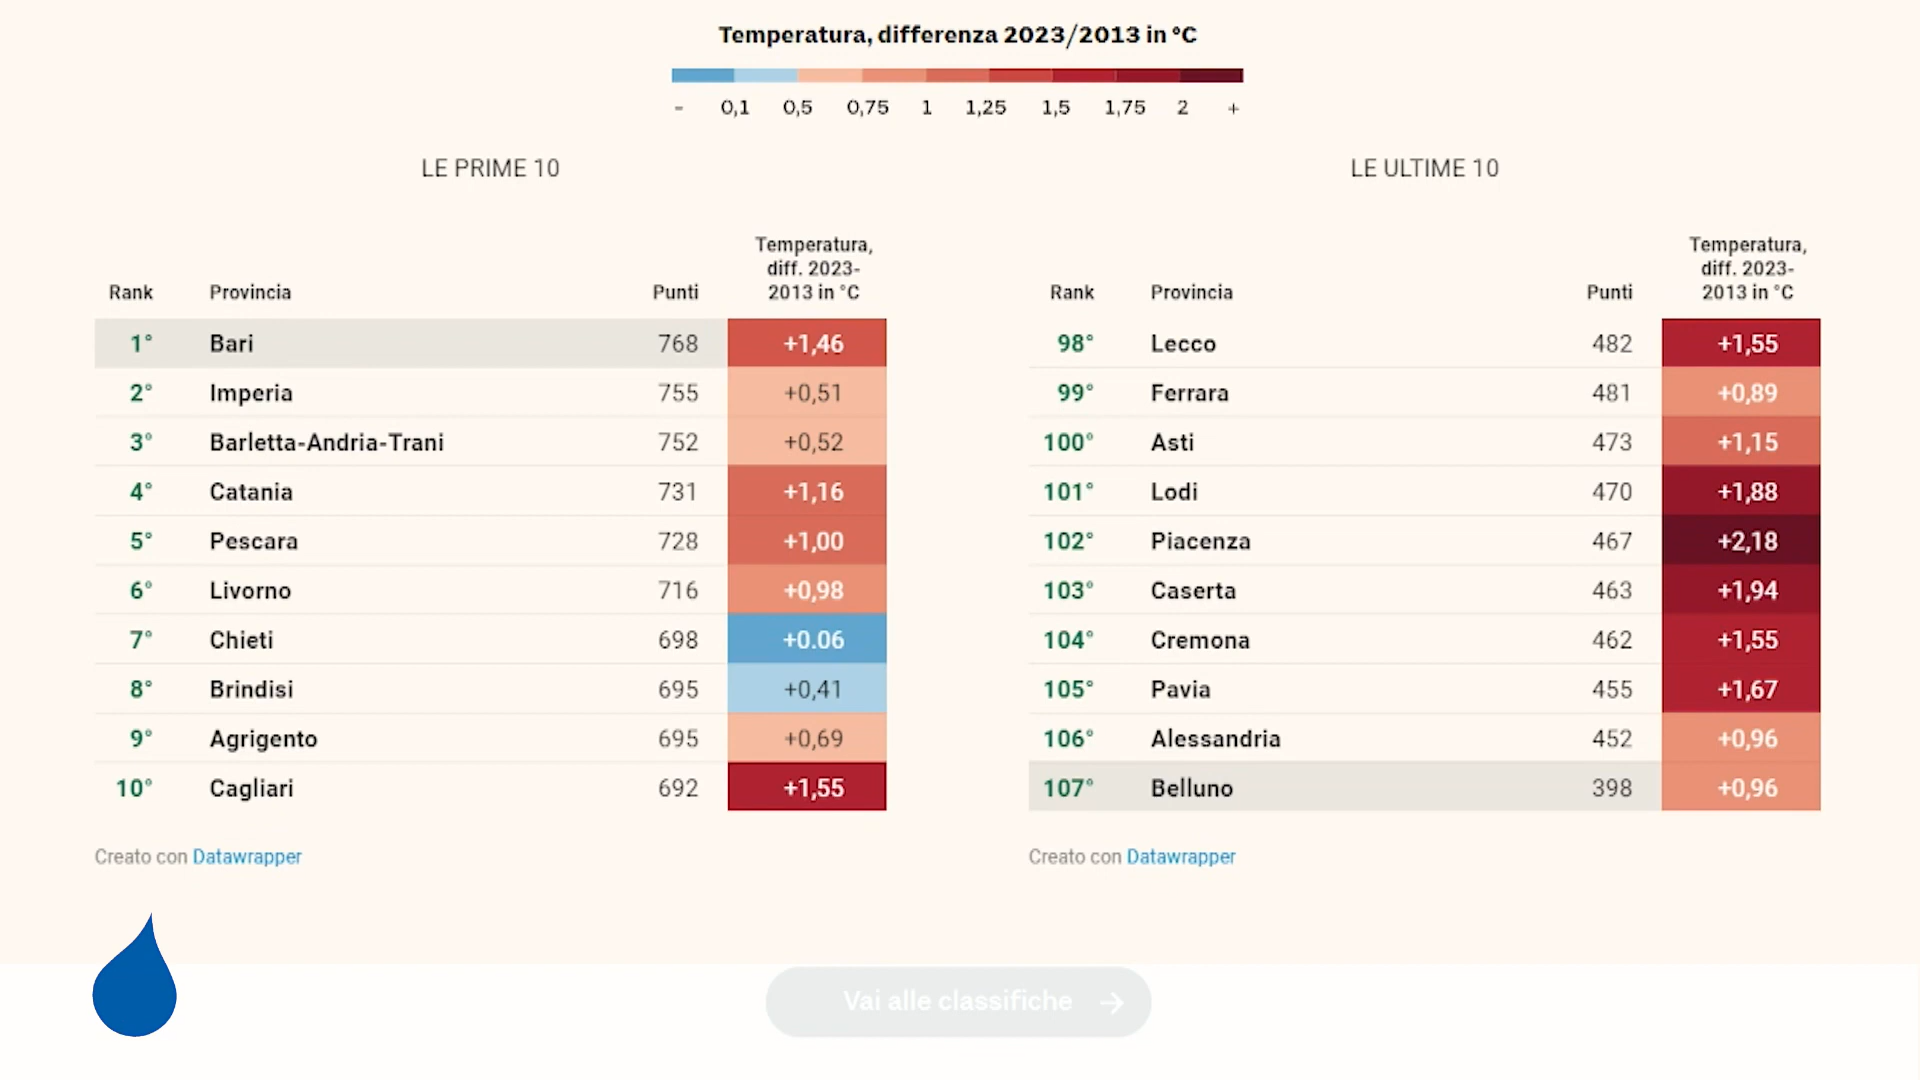 Temperatura, differenza 2023/2013 in °C
- 0,1 0,5 0,75 1 1,25 1,5 1,75 2 +
LE PRIME 10
Rank Provincia Punti Temperatura, diff. 2023-2013 in °C
1° Bari 768 +1,46
2° Imperia 755 +0,51
3° Barletta-Andria-Trani 752 +0,52
4° Catania 731 +1,16
5° Pescara 728 +1,00
6° Livorno 716 +0,98
7° Chieti 698 +0.06
8° Brindisi 695 +0,41
9° Agrigento 695 +0,69
10° Cagliari 692 +1,55
Creato con Datawrapper
LE ULTIME 10
Rank Provincia Punti Temperatura, diff. 2023-2013 in °C
98° Lecco 482 +1,55
99° Ferrara 481 +0,89
100° Asti 473 +1,15
101° Lodi 470 +1,88
102° Piacenza 467 +2,18
103° Caserta 463 +1,94
104° Cremona 462 +1,55
105° Pavia 455 +1,67
106° Alessandria 452 +0,96
107° Belluno 398 +0,96
Creato con Datawrapper
Vai alle classifiche →